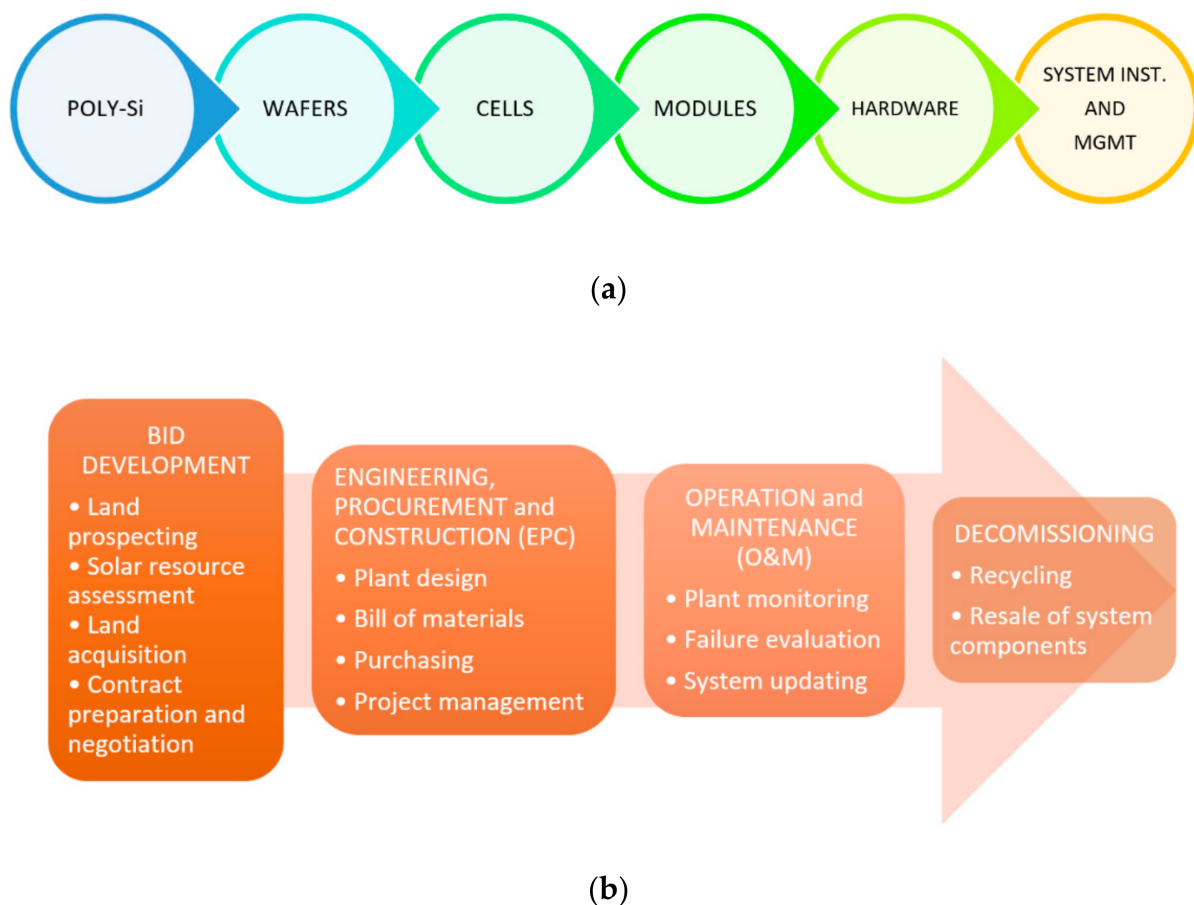 POLY-Si
WAFERS
CELLS
MODULES
HARDWARE
SYSTEM INST.
AND
MGMT
(a)
BID
DEVELOPMENT
• Land
prospecting
• Solar resource
assessment
• Land
acquisition
• Contract
preparation and
negotiation
ENGINEERING,
PROCUREMENT and
CONSTRUCTION (EPC)
• Plant design
• Bill of materials
• Purchasing
• Project management
OPERATION and
MAINTENANCE
(O&M)
• Plant monitoring
• Failure evaluation
• System updating
DECOMISSIONING
• Recycling
• Resale of system
components
(b)